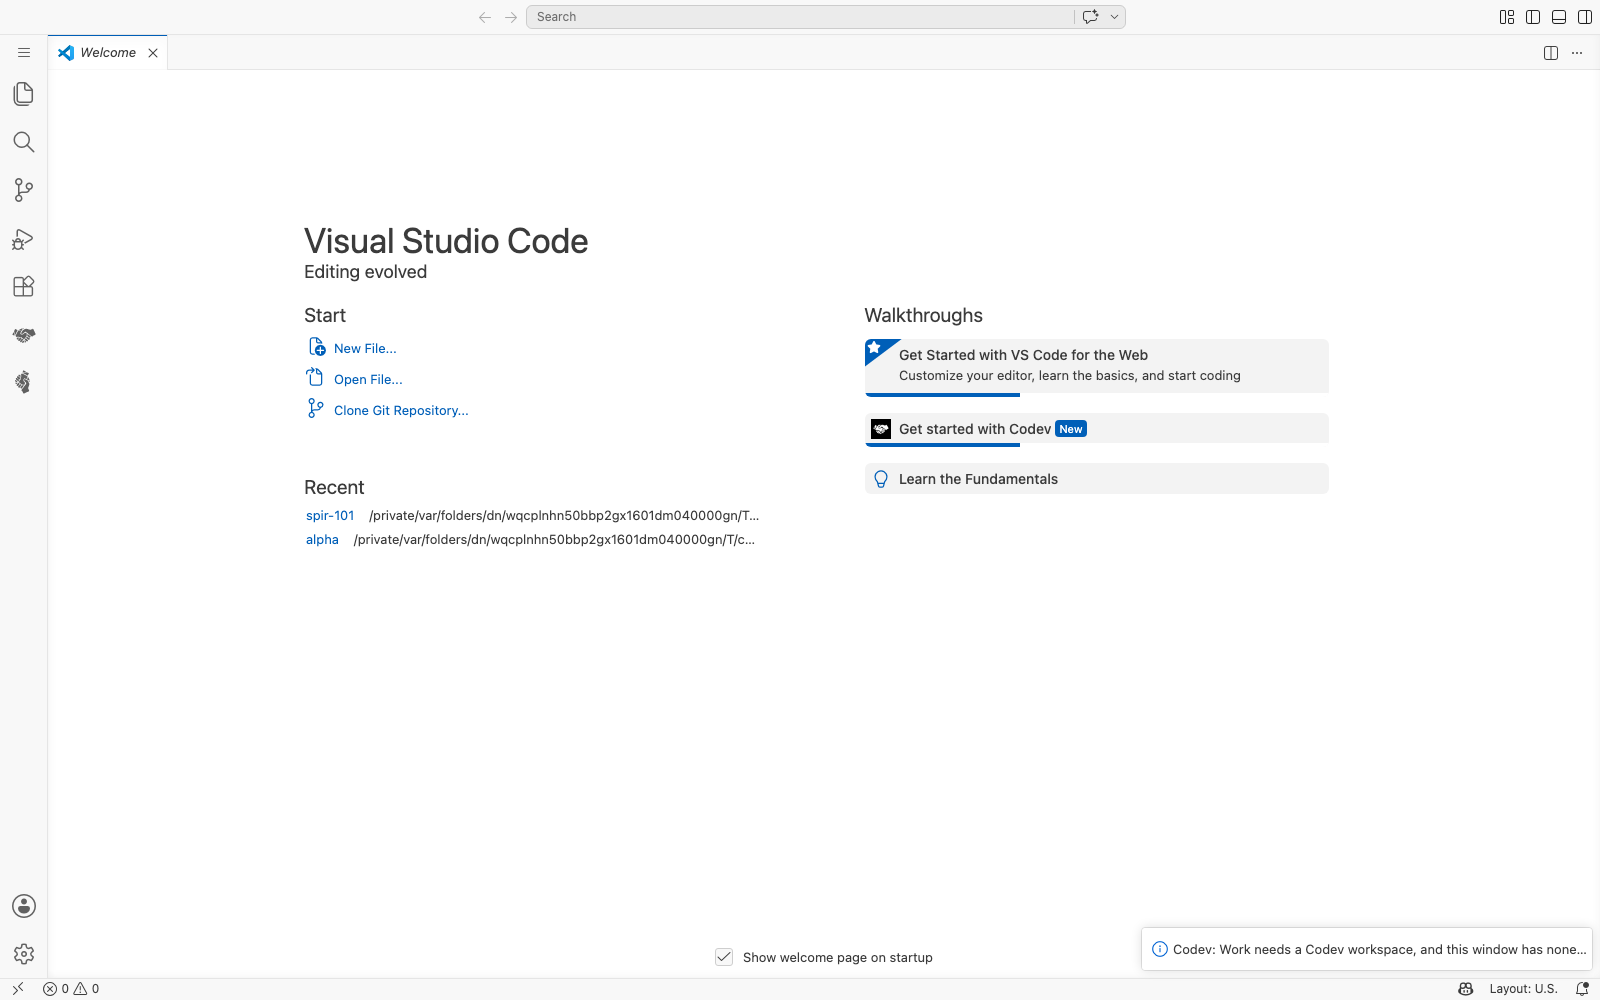 Search
Welcome
Visual Studio Code
Editing evolved
Start
New File...
Open File...
Clone Git Repository...
Recent
spir-101 /private/var/folders/dn/wqcplnhn50bbp2gx1601dm040000gn/T...
alpha /private/var/folders/dn/wqcplnhn50bbp2gx1601dm040000gn/T/c...
Walkthroughs
Get Started with VS Code for the Web
Customize your editor, learn the basics, and start coding
Get started with Codev New
Learn the Fundamentals
Show welcome page on startup
Codev: Work needs a Codev workspace, and this window has none...
0 0
Layout: U.S.